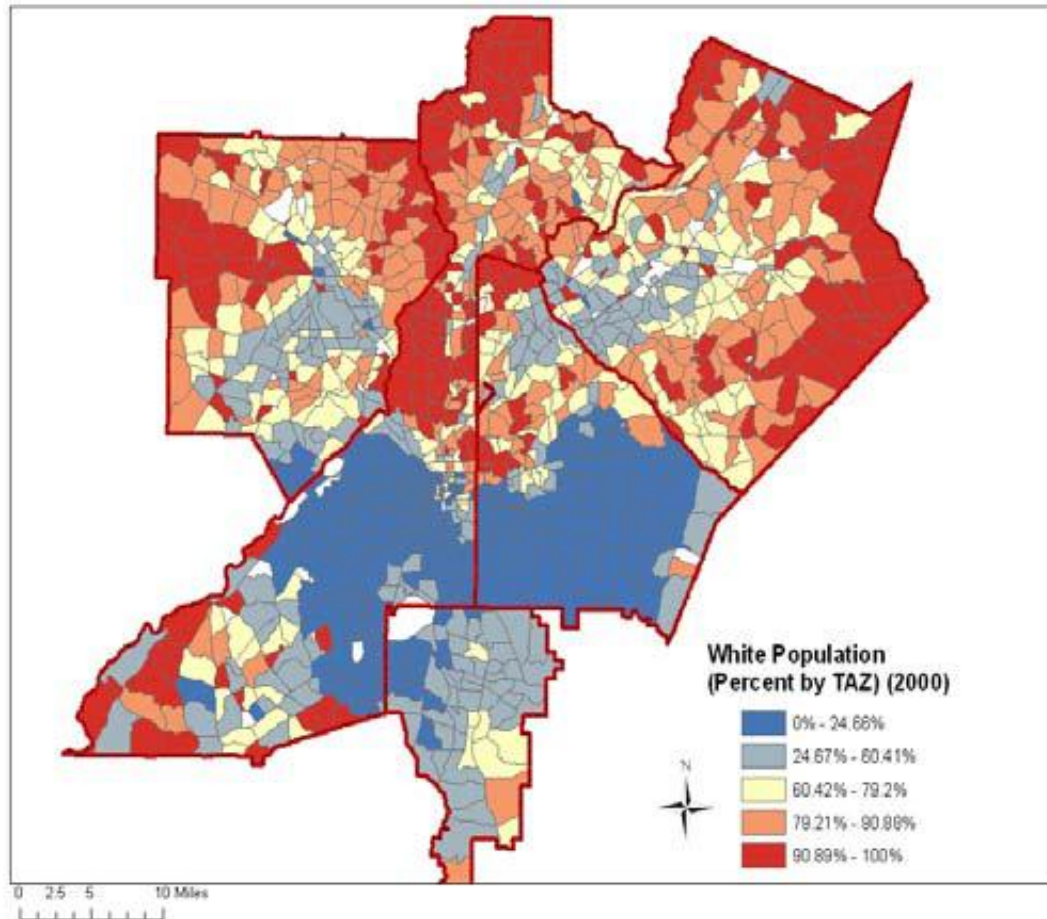 White Population
(Percent by TAZ) (2000)
0% - 24.66%
24.67% - 60.41%
60.42% - 79.2%
79.21% - 90.88%
90.89% - 100%
N
0 2.5 5 10 Miles